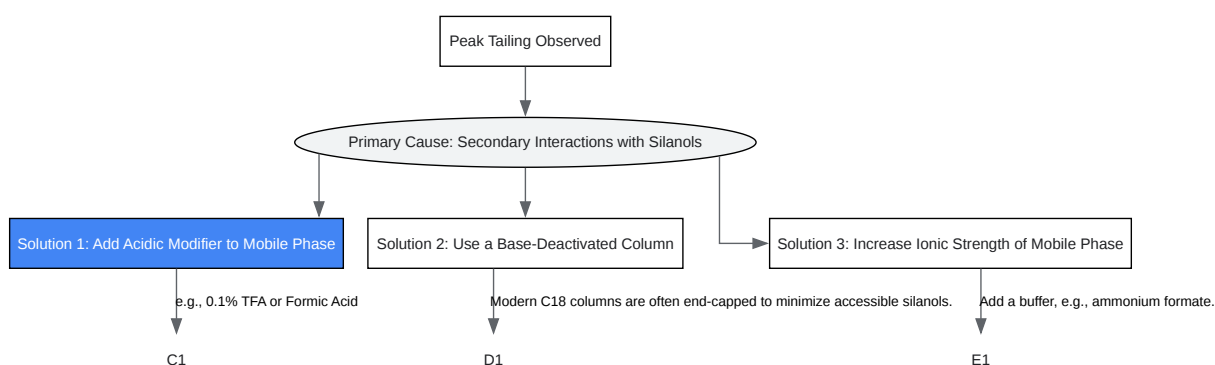 Peak Tailing Observed
Primary Cause: Secondary Interactions with Silanols
Solution 1: Add Acidic Modifier to Mobile Phase
Solution 2: Use a Base-Deactivated Column
Solution 3: Increase Ionic Strength of Mobile Phase
e.g., 0.1% TFA or Formic Acid
Modern C18 columns are often end-capped to minimize accessible silanols.
Add a buffer, e.g., ammonium formate.
C1
D1
E1